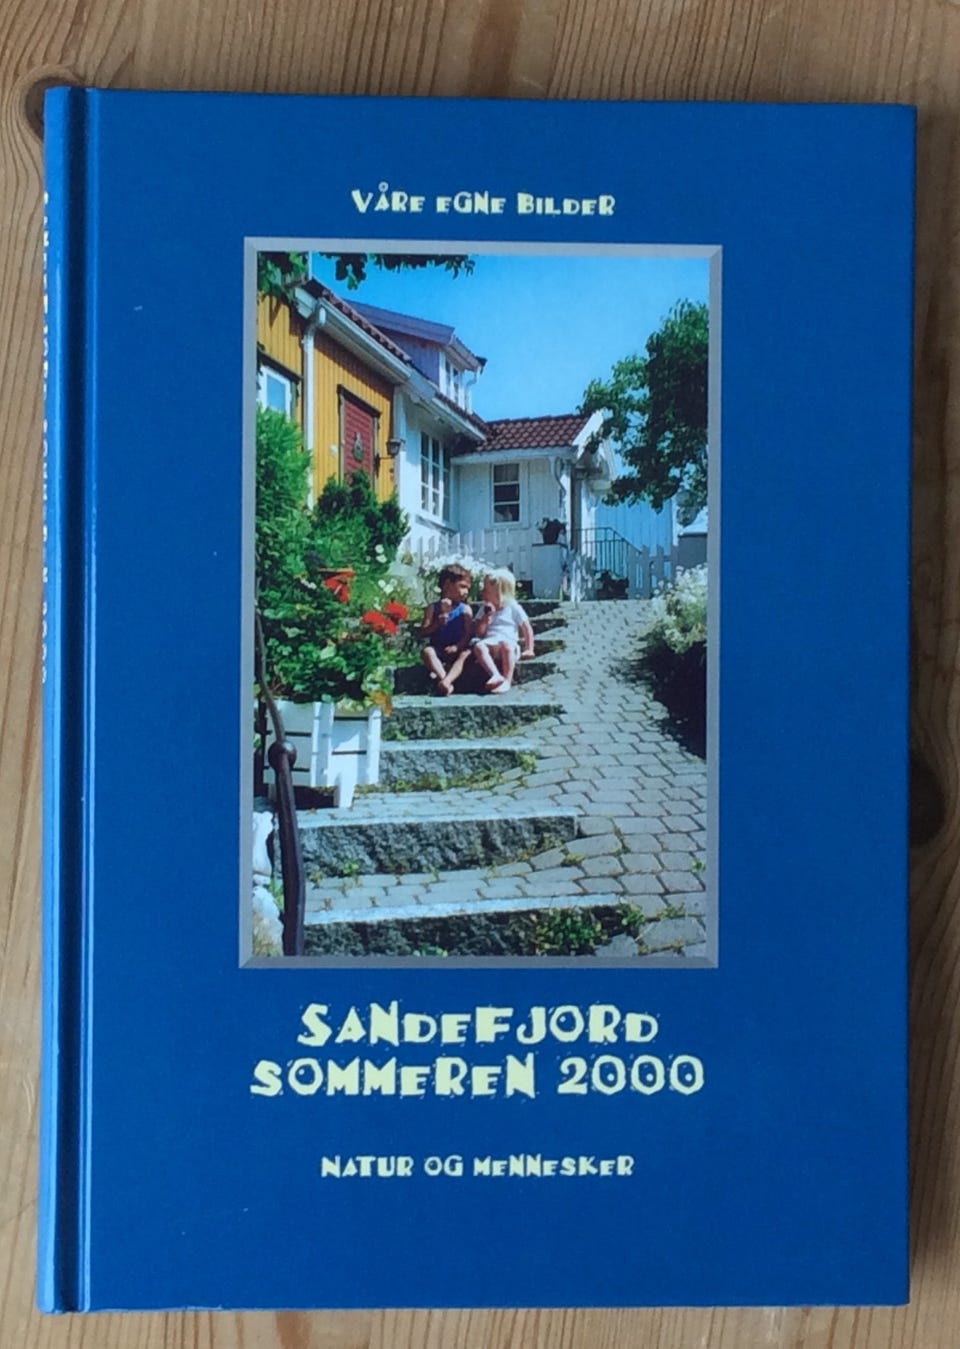 VÅRE EGNE BILDER
SANDEFJORD
SOMMEREN 2000
NATUR OG MENNESKER